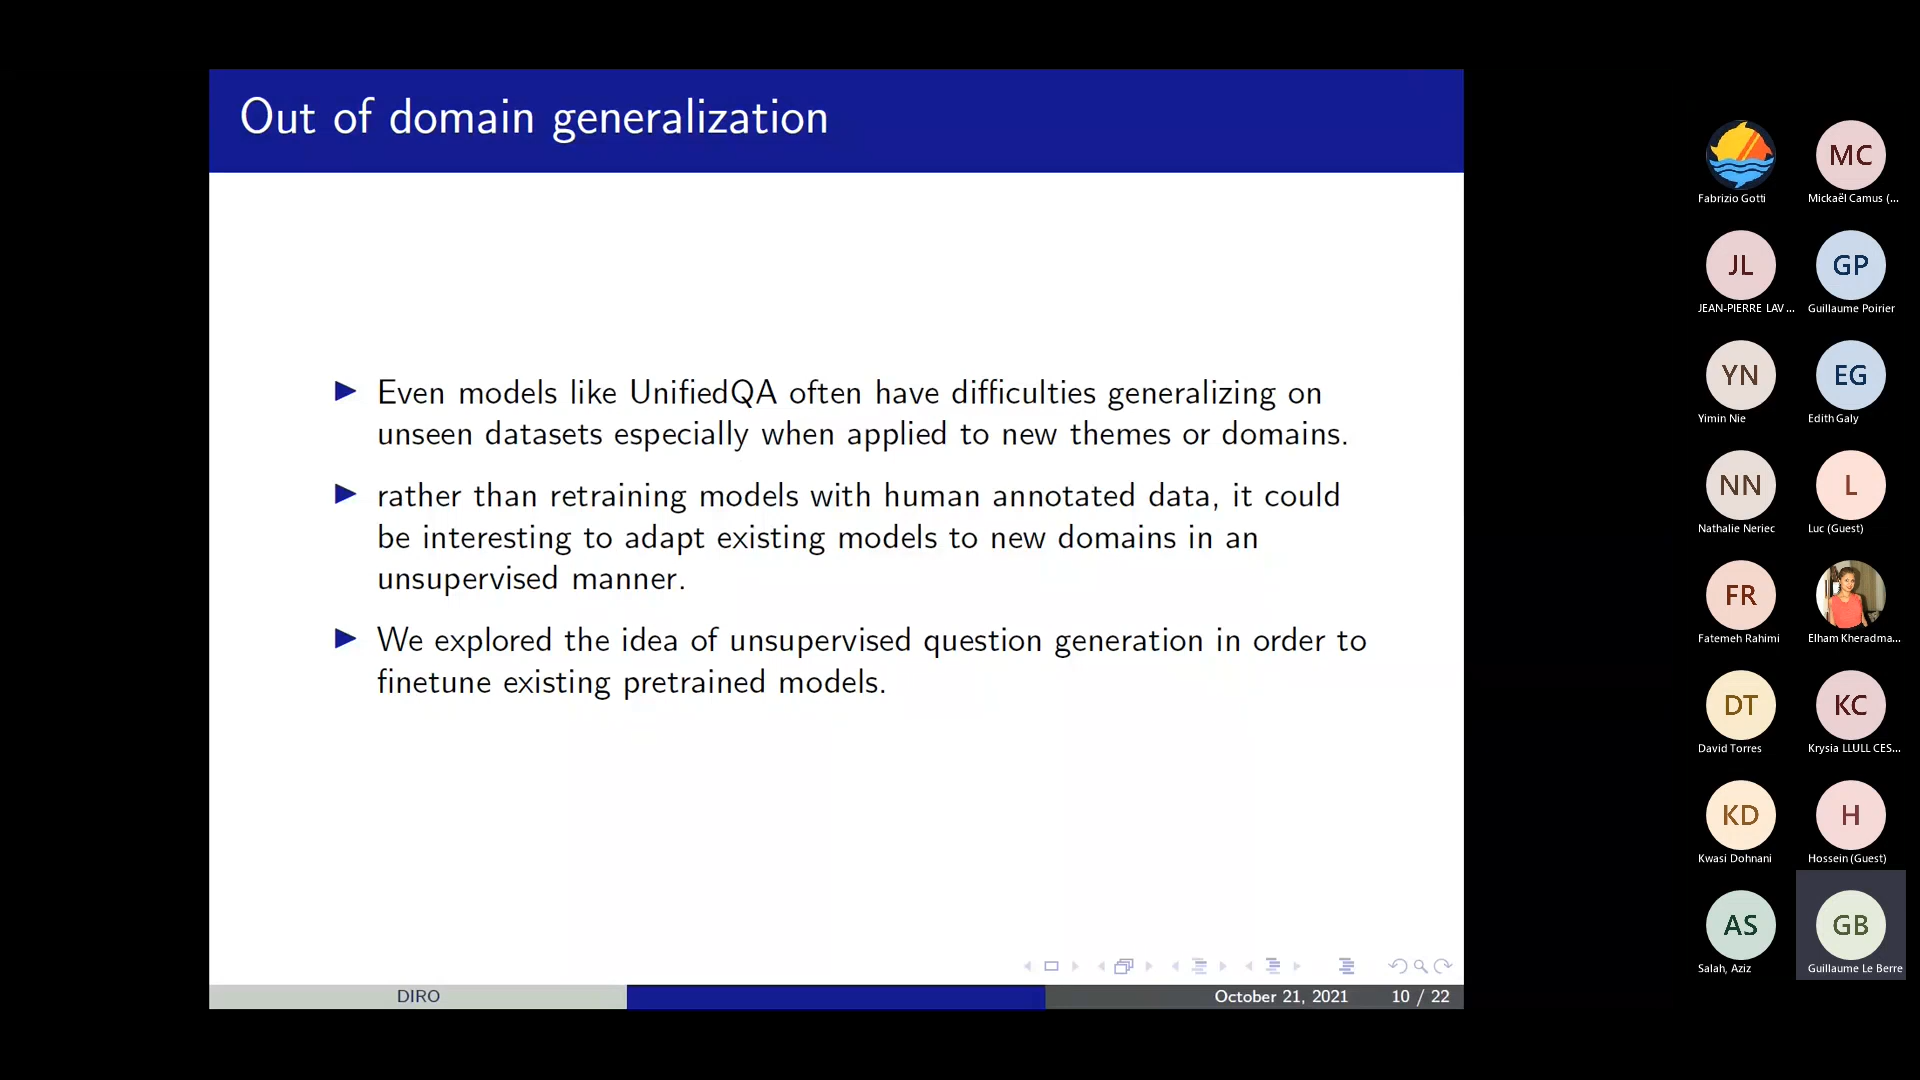 Out of domain generalization
Even models like UnifiedQA often have difficulties generalizing on
unseen datasets especially when applied to new themes or domains.
rather than retraining models with human annotated data, it could
be interesting to adapt existing models to new domains in an
unsupervised manner.
We explored the idea of unsupervised question generation in order to
finetune existing pretrained models.
DIRO
October 21, 2021
10 / 22
Fabrizio Gotti
MC
Mickaël Camus (...
JL
JEAN-PIERRE LAV...
GP
Guillaume Poirier
YN
Yimin Nie
EG
Edith Galy
NN
Nathalie Neriec
L
Luc (Guest)
FR
Fatemeh Rahimi
Elham Kheradma...
DT
David Torres
KC
Krysia LLULL CES...
KD
Kwasi Dohnani
H
Hossein (Guest)
AS
Salah, Aziz
GB
Guillaume Le Berre